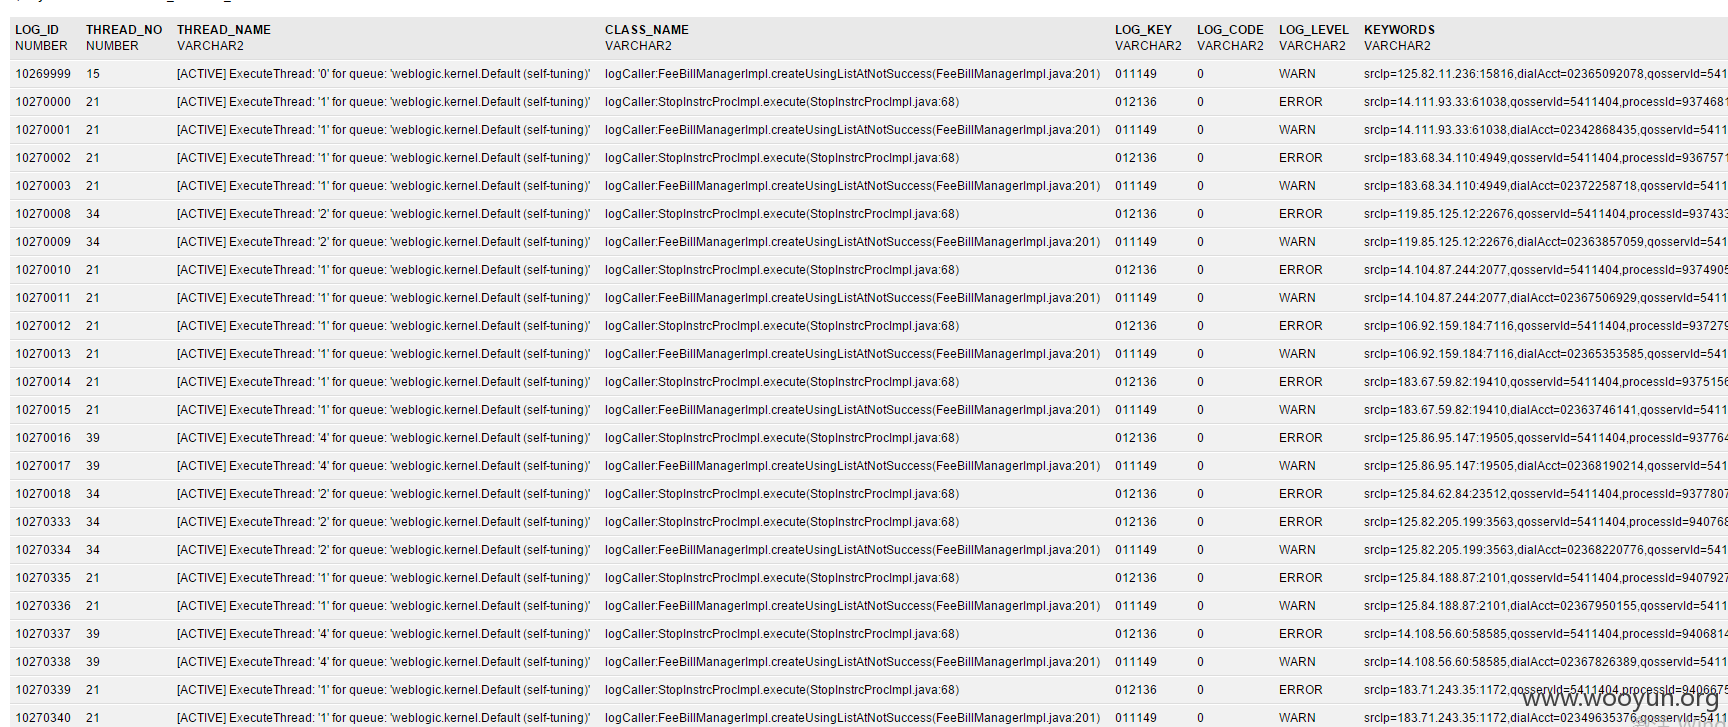 LOG_ID THREAD_NO THREAD_NAME CLASS_NAME LOG_KEY LOG_CODE LOG_LEVEL KEYWORDS
NUMBER NUMBER VARCHAR2 VARCHAR2 VARCHAR2 VARCHAR2 VARCHAR2 VARCHAR2
10269999 15 [ACTIVE] ExecuteThread: '0' for queue: 'weblogic.kernel.Default (self-tuning)' logCaller:FeeBillManagerImpl.createUsingListAtNotSuccess(FeeBillManagerImpl.java:201) 011149 0 WARN srcIp=125.82.11.236:15816,dialAcct=02365092078,qosservId=541
10270000 21 [ACTIVE] ExecuteThread: '1' for queue: 'weblogic.kernel.Default (self-tuning)' logCaller:StopInstrcProcImpl.execute(StopInstrcProcImpl.java:68) 012136 0 ERROR srcIp=14.111.93.33:61038,qosservId=5411404,processId=9374681
10270001 21 [ACTIVE] ExecuteThread: '1' for queue: 'weblogic.kernel.Default (self-tuning)' logCaller:FeeBillManagerImpl.createUsingListAtNotSuccess(FeeBillManagerImpl.java:201) 011149 0 WARN srcIp=14.111.93.33:61038,dialAcct=02342868435,qosservId=5411
10270002 21 [ACTIVE] ExecuteThread: '1' for queue: 'weblogic.kernel.Default (self-tuning)' logCaller:StopInstrcProcImpl.execute(StopInstrcProcImpl.java:68) 012136 0 ERROR srcIp=183.68.34.110:4949,qosservId=5411404,processId=9367571
10270003 21 [ACTIVE] ExecuteThread: '1' for queue: 'weblogic.kernel.Default (self-tuning)' logCaller:FeeBillManagerImpl.createUsingListAtNotSuccess(FeeBillManagerImpl.java:201) 011149 0 WARN srcIp=183.68.34.110:4949,dialAcct=02372258718,qosservId=5411
10270008 34 [ACTIVE] ExecuteThread: '2' for queue: 'weblogic.kernel.Default (self-tuning)' logCaller:StopInstrcProcImpl.execute(StopInstrcProcImpl.java:68) 012136 0 ERROR srcIp=119.85.125.12:22676,qosservId=5411404,processId=937433
10270009 34 [ACTIVE] ExecuteThread: '2' for queue: 'weblogic.kernel.Default (self-tuning)' logCaller:FeeBillManagerImpl.createUsingListAtNotSuccess(FeeBillManagerImpl.java:201) 011149 0 WARN srcIp=119.85.125.12:22676,dialAcct=02363857059,qosservId=541
10270010 21 [ACTIVE] ExecuteThread: '1' for queue: 'weblogic.kernel.Default (self-tuning)' logCaller:StopInstrcProcImpl.execute(StopInstrcProcImpl.java:68) 012136 0 ERROR srcIp=14.104.87.244:2077,qosservId=5411404,processId=9374905
10270011 21 [ACTIVE] ExecuteThread: '1' for queue: 'weblogic.kernel.Default (self-tuning)' logCaller:FeeBillManagerImpl.createUsingListAtNotSuccess(FeeBillManagerImpl.java:201) 011149 0 WARN srcIp=14.104.87.244:2077,dialAcct=02367506929,qosservId=5411
10270012 21 [ACTIVE] ExecuteThread: '1' for queue: 'weblogic.kernel.Default (self-tuning)' logCaller:StopInstrcProcImpl.execute(StopInstrcProcImpl.java:68) 012136 0 ERROR srcIp=106.92.159.184:7116,qosservId=5411404,processId=937279
10270013 21 [ACTIVE] ExecuteThread: '1' for queue: 'weblogic.kernel.Default (self-tuning)' logCaller:FeeBillManagerImpl.createUsingListAtNotSuccess(FeeBillManagerImpl.java:201) 011149 0 WARN srcIp=106.92.159.184:7116,dialAcct=02365353585,qosservId=541
10270014 21 [ACTIVE] ExecuteThread: '1' for queue: 'weblogic.kernel.Default (self-tuning)' logCaller:StopInstrcProcImpl.execute(StopInstrcProcImpl.java:68) 012136 0 ERROR srcIp=183.67.59.82:19410,qosservId=5411404,processId=9375156
10270015 21 [ACTIVE] ExecuteThread: '1' for queue: 'weblogic.kernel.Default (self-tuning)' logCaller:FeeBillManagerImpl.createUsingListAtNotSuccess(FeeBillManagerImpl.java:201) 011149 0 WARN srcIp=183.67.59.82:19410,dialAcct=02363746141,qosservId=5411
10270016 39 [ACTIVE] ExecuteThread: '4' for queue: 'weblogic.kernel.Default (self-tuning)' logCaller:StopInstrcProcImpl.execute(StopInstrcProcImpl.java:68) 012136 0 ERROR srcIp=125.86.95.147:19505,qosservId=5411404,processId=937764
10270017 39 [ACTIVE] ExecuteThread: '4' for queue: 'weblogic.kernel.Default (self-tuning)' logCaller:FeeBillManagerImpl.createUsingListAtNotSuccess(FeeBillManagerImpl.java:201) 011149 0 WARN srcIp=125.86.95.147:19505,dialAcct=02368190214,qosservId=541
10270018 34 [ACTIVE] ExecuteThread: '2' for queue: 'weblogic.kernel.Default (self-tuning)' logCaller:StopInstrcProcImpl.execute(StopInstrcProcImpl.java:68) 012136 0 ERROR srcIp=125.84.62.84:23512,qosservId=5411404,processId=9377807
10270333 34 [ACTIVE] ExecuteThread: '2' for queue: 'weblogic.kernel.Default (self-tuning)' logCaller:StopInstrcProcImpl.execute(StopInstrcProcImpl.java:68) 012136 0 ERROR srcIp=125.82.205.199:3563,qosservId=5411404,processId=940768
10270334 34 [ACTIVE] ExecuteThread: '2' for queue: 'weblogic.kernel.Default (self-tuning)' logCaller:FeeBillManagerImpl.createUsingListAtNotSuccess(FeeBillManagerImpl.java:201) 011149 0 WARN srcIp=125.82.205.199:3563,dialAcct=02368220776,qosservId=541
10270335 21 [ACTIVE] ExecuteThread: '1' for queue: 'weblogic.kernel.Default (self-tuning)' logCaller:StopInstrcProcImpl.execute(StopInstrcProcImpl.java:68) 012136 0 ERROR srcIp=125.84.188.87:2101,qosservId=5411404,processId=9407927
10270336 21 [ACTIVE] ExecuteThread: '1' for queue: 'weblogic.kernel.Default (self-tuning)' logCaller:FeeBillManagerImpl.createUsingListAtNotSuccess(FeeBillManagerImpl.java:201) 011149 0 WARN srcIp=125.84.188.87:2101,dialAcct=02367950155,qosservId=5411
10270337 39 [ACTIVE] ExecuteThread: '4' for queue: 'weblogic.kernel.Default (self-tuning)' logCaller:StopInstrcProcImpl.execute(StopInstrcProcImpl.java:68) 012136 0 ERROR srcIp=14.108.56.60:58585,qosservId=5411404,processId=9406814
10270338 39 [ACTIVE] ExecuteThread: '4' for queue: 'weblogic.kernel.Default (self-tuning)' logCaller:FeeBillManagerImpl.createUsingListAtNotSuccess(FeeBillManagerImpl.java:201) 011149 0 WARN srcIp=14.108.56.60:58585,dialAcct=02367826389,qosservId=5411
10270339 21 [ACTIVE] ExecuteThread: '1' for queue: 'weblogic.kernel.Default (self-tuning)' logCaller:StopInstrcProcImpl.execute(StopInstrcProcImpl.java:68) 012136 0 ERROR srcIp=183.71.243.35:1172,qosservId=5411404,processId=9406675
www.wooyun.org
10270340 21 [ACTIVE] ExecuteThread: '1' for queue: 'weblogic.kernel.Default (self-tuning)' logCaller:FeeBillManagerImpl.createUsingListAtNotSuccess(FeeBillManagerImpl.java:201) 011149 0 WARN srcIp=183.71.243.35:1172,dialAcct=02349635376,qosservId=5411